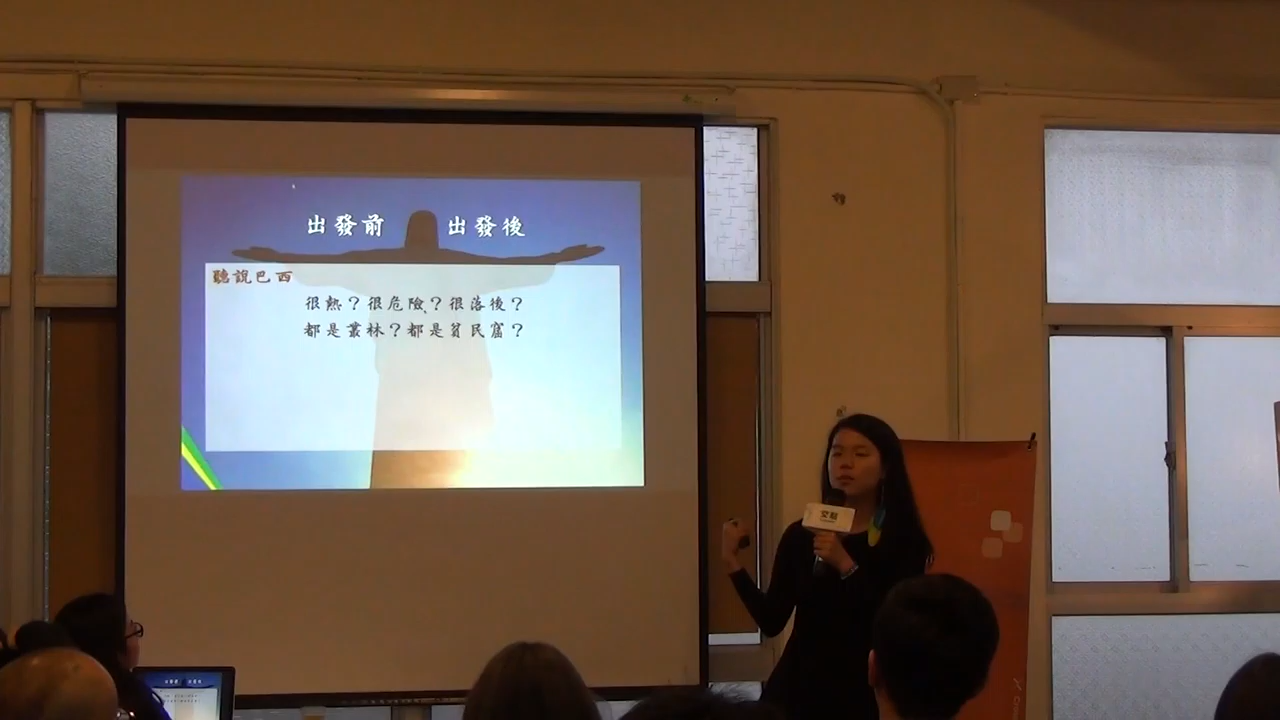 出發前 出發後
聽說巴西
很熱？很危險？很落後？
都是叢林？都是貧民窟？